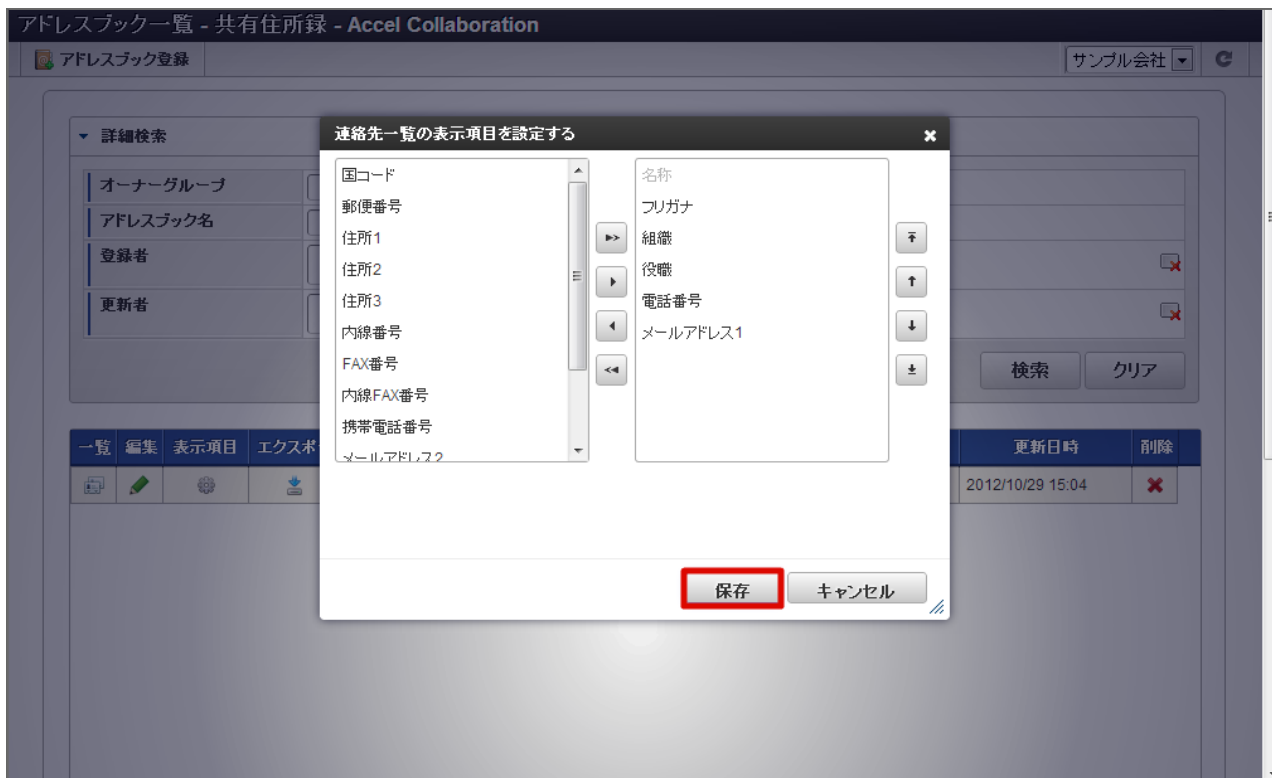 アドレスブック一覧 - 共有住所録 - Accel Collaboration
アドレスブック登録
サンプル会社
詳細検索
オーナーグループ
アドレスブック名
登録者
更新者
検索
クリア
連絡先一覧の表示項目を設定する
国コード
郵便番号
住所1
住所2
住所3
内線番号
FAX番号
内線FAX番号
携帯電話番号
メールアドレス2
名称
フリガナ
組織
役職
電話番号
メールアドレス1
保存
キャンセル
一覧 編集 表示項目 エクスポ 更新日時 削除
2012/10/29 15:04